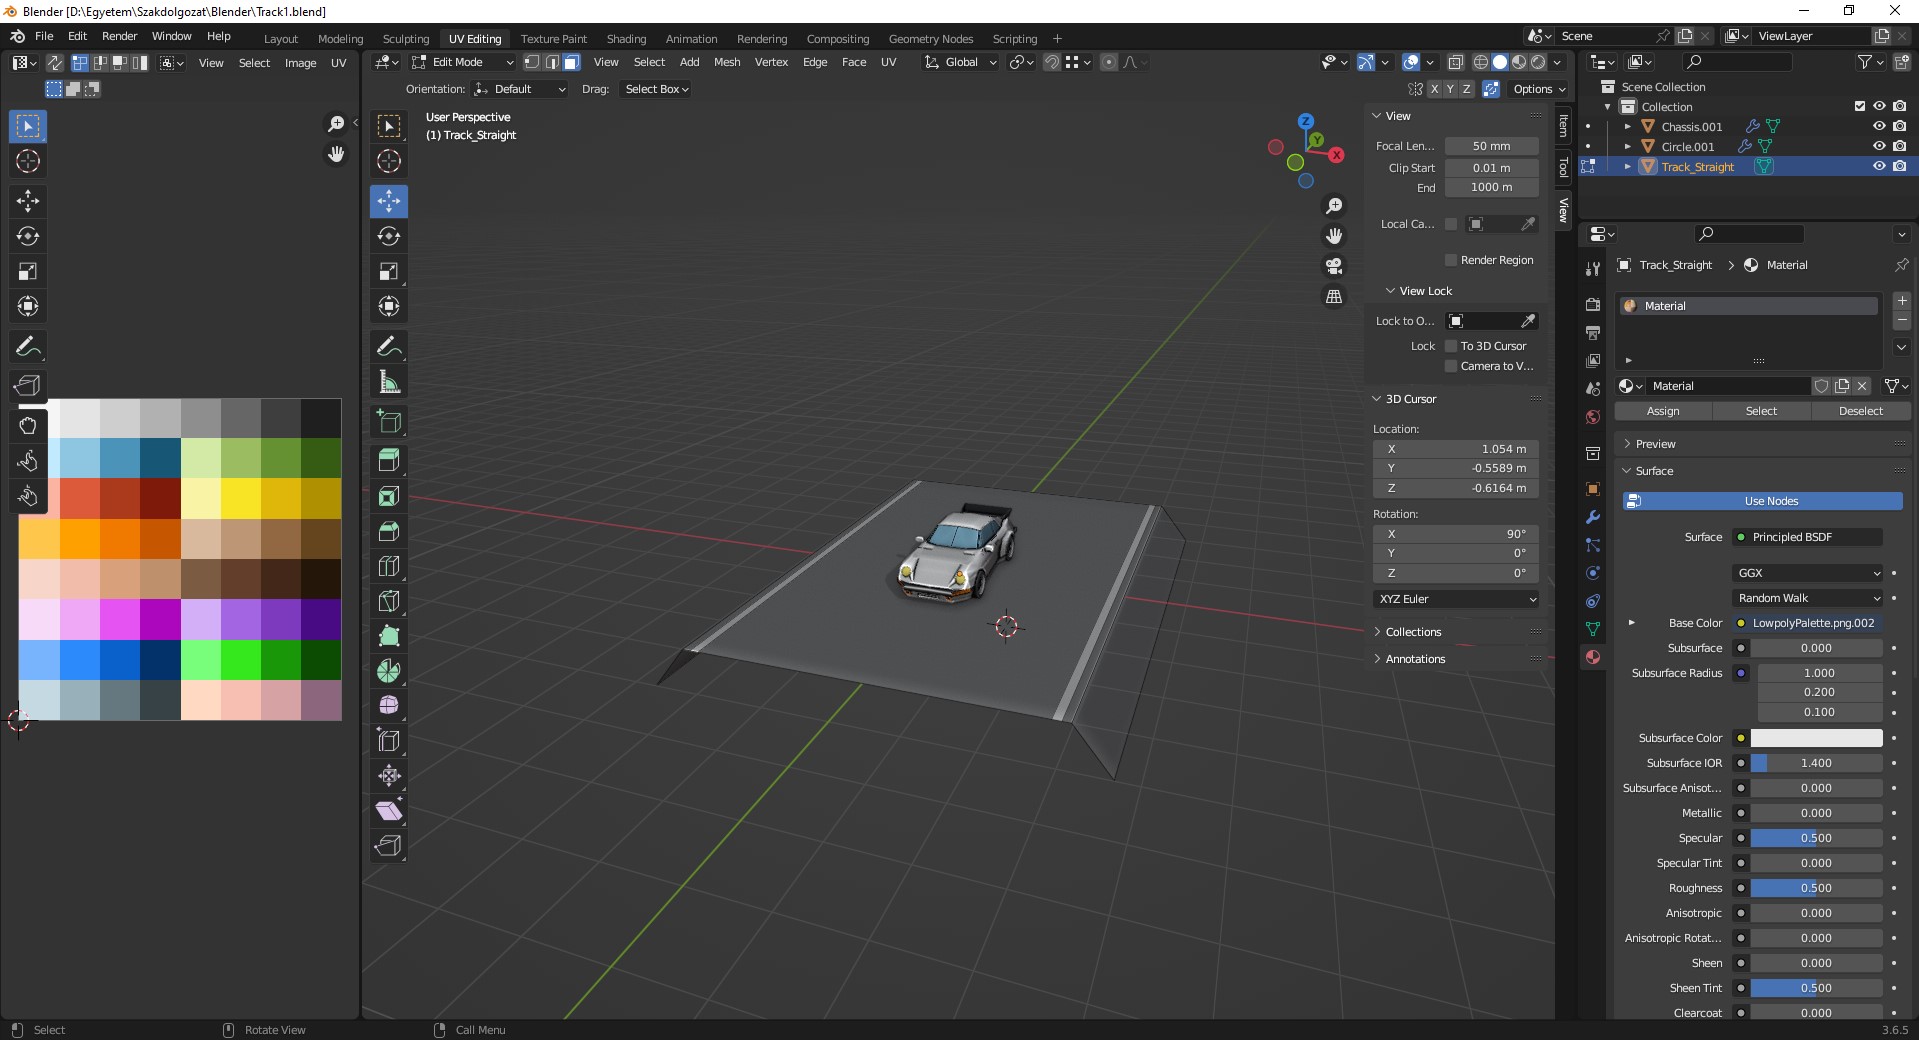 Blender [D:\Egyetem\Szakdolgozat\Blender\Track1.blend]
File Edit Render Window Help Layout Modeling Sculpting UV Editing Texture Paint Shading Animation Rendering Compositing Geometry Nodes Scripting + Scene ViewLayer
View Select Image UV
Edit Mode View Select Add Mesh Vertex Edge Face UV Global
Orientation: Default Drag: Select Box X Y Z Options
User Perspective
(1) Track_Straight
Z
Y
X
View
Focal Len... 50 mm
Clip Start 0.01 m
End 1000 m
Local Ca...
Render Region
View Lock
Lock to O...
Lock To 3D Cursor
Camera to V...
3D Cursor
Location:
X 1.054 m
Y -0.5589 m
Z -0.6164 m
Rotation:
X 90°
Y 0°
Z 0°
XYZ Euler
Collections
Annotations
Item
Tool
View
Scene Collection
Collection
Chassis.001
Circle.001
Track_Straight
Track_Straight > Material
Material
Material
Assign Select Deselect
Preview
Surface
Use Nodes
Surface Principled BSDF
GGX
Random Walk
Base Color LowpolyPalette.png.002
Subsurface 0.000
Subsurface Radius 1.000
0.200
0.100
Subsurface Color
Subsurface IOR 1.400
Subsurface Anisot... 0.000
Metallic 0.000
Specular 0.500
Specular Tint 0.000
Roughness 0.500
Anisotropic 0.000
Anisotropic Rotat... 0.000
Sheen 0.000
Sheen Tint 0.500
Clearcoat 0.000
Select Rotate View Call Menu 3.6.5